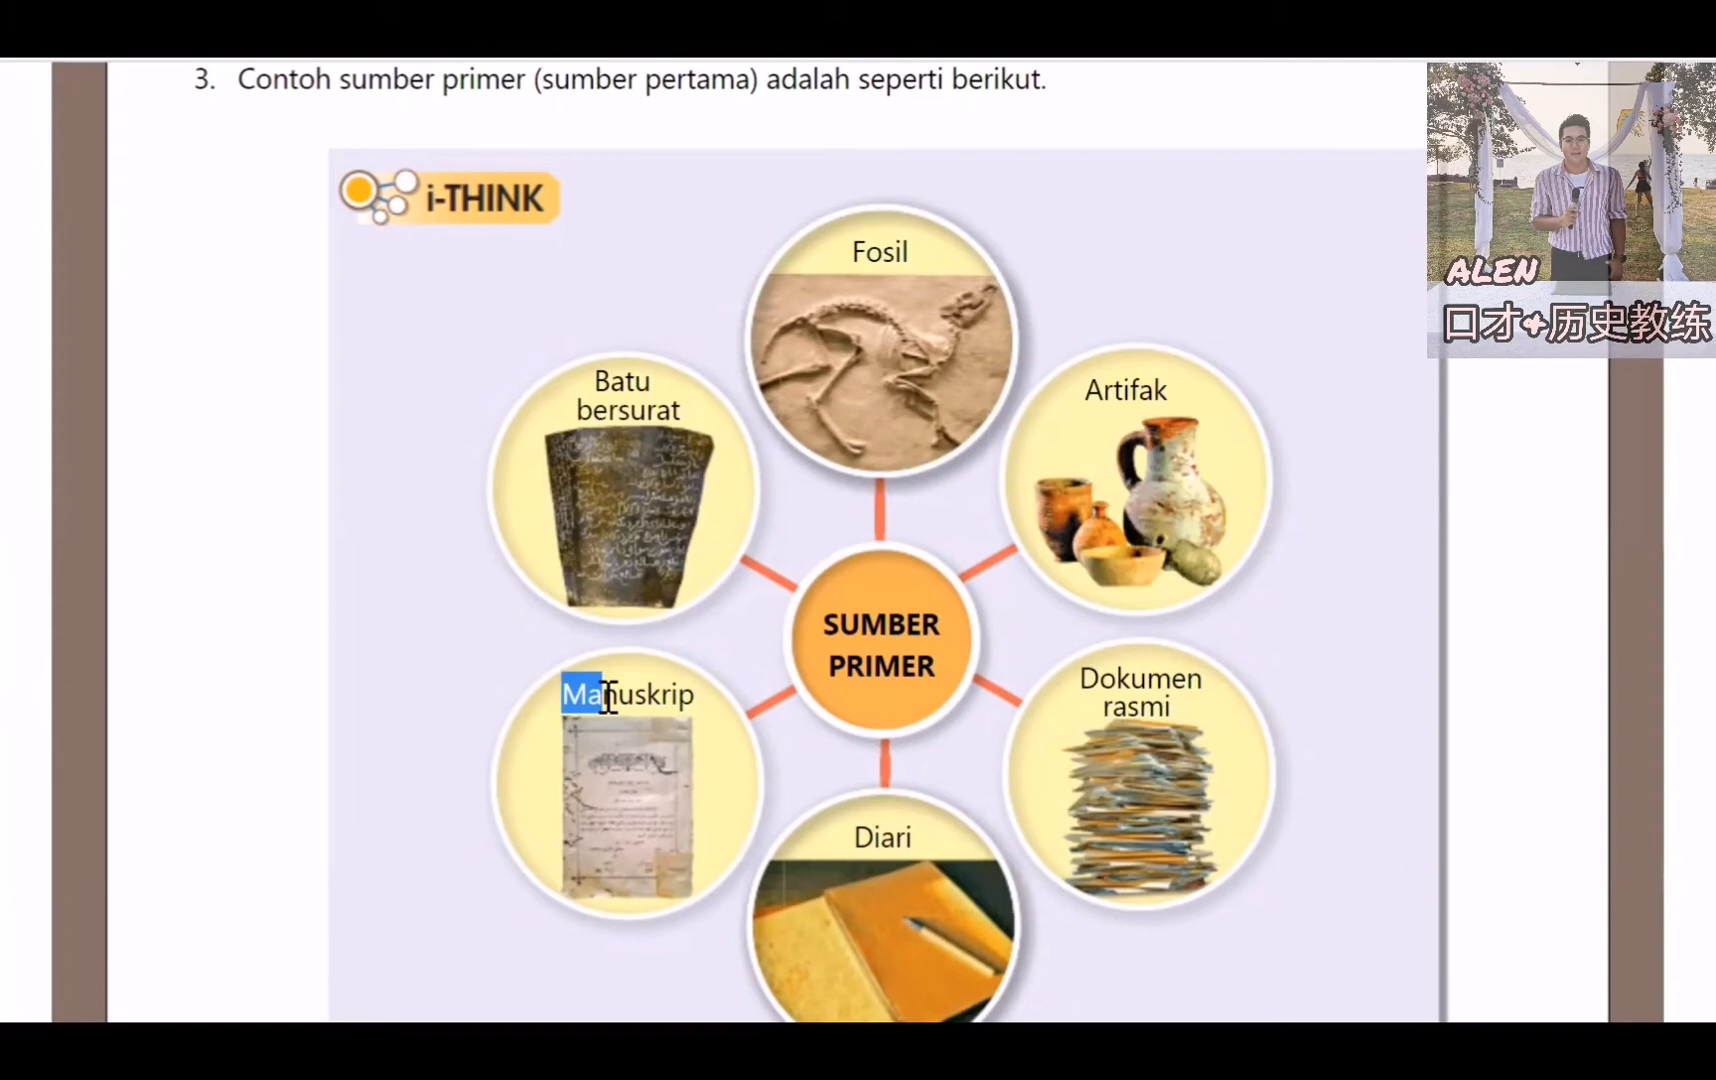 3. Contoh sumber primer (sumber pertama) adalah seperti berikut.
i-THINK
Fosil
Batu
bersurat
Artifak
SUMBER
PRIMER
Manuskrip
Dokumen
rasmi
Diari
ALEN
口才+历史教练